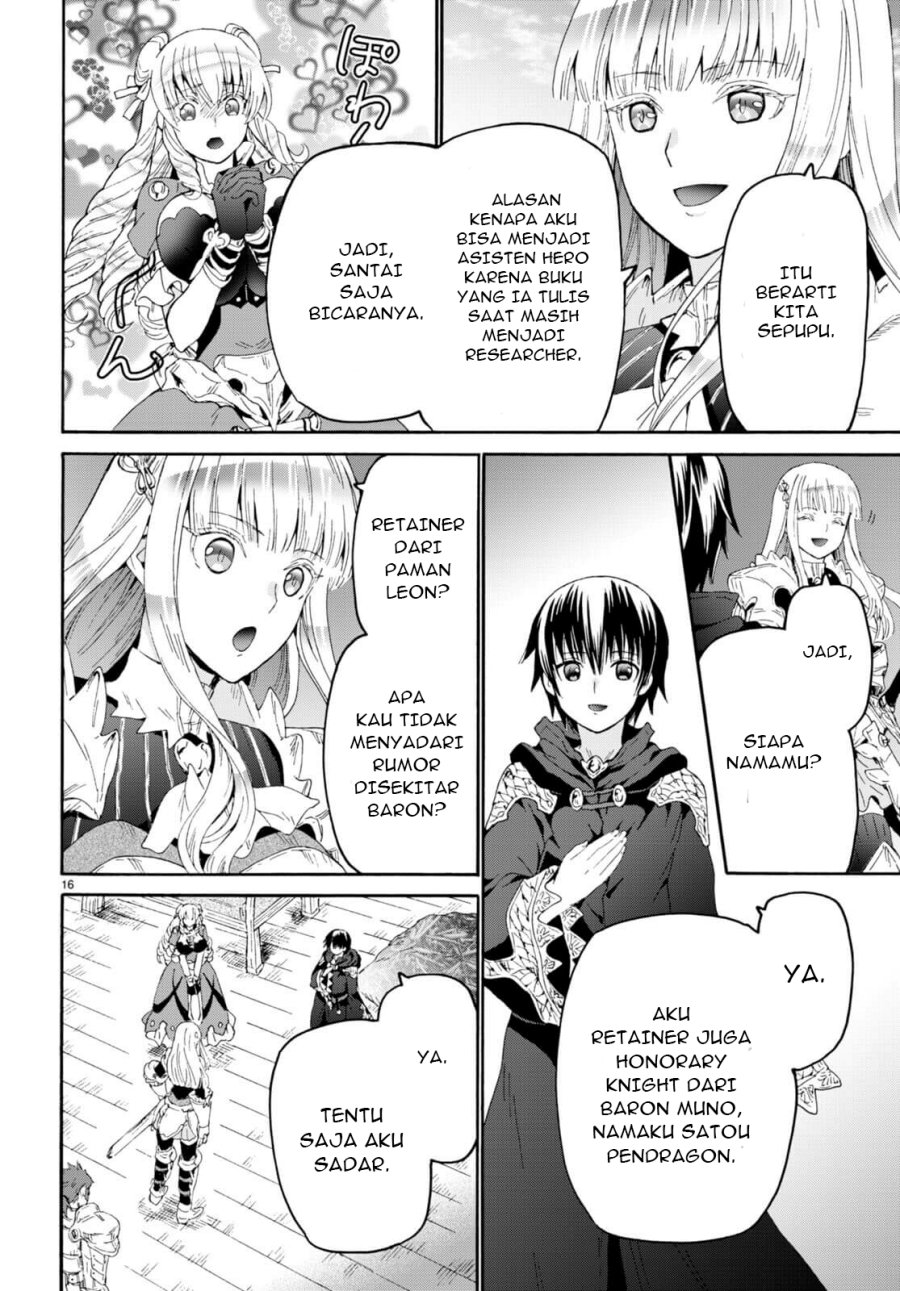 ITU
BERARTI
KITA
SEPUPU.
ALASAN
KENAPA AKU
BISA MENJADI
ASISTEN HERO
KARENA BUKU
YANG IA TULIS
SAAT MASIH
MENJADI
RESEARCHER.
JADI,
SANTAI
SAJA
BICARANYA.
ぽわん
JADI,
SIAPA
NAMAMU?
YA.
AKU
RETAINER JUGA
HONORARY
KNIGHT DARI
BARON MUNO,
NAMAKU SATOU
PENDRAGON.
RETAINER
DARI
PAMAN
LEON?
APA
KAU TIDAK
MENYADARI
RUMOR
DISEKITAR
BARON?
16
YA.
TENTU
SAJA AKU
SADAR.